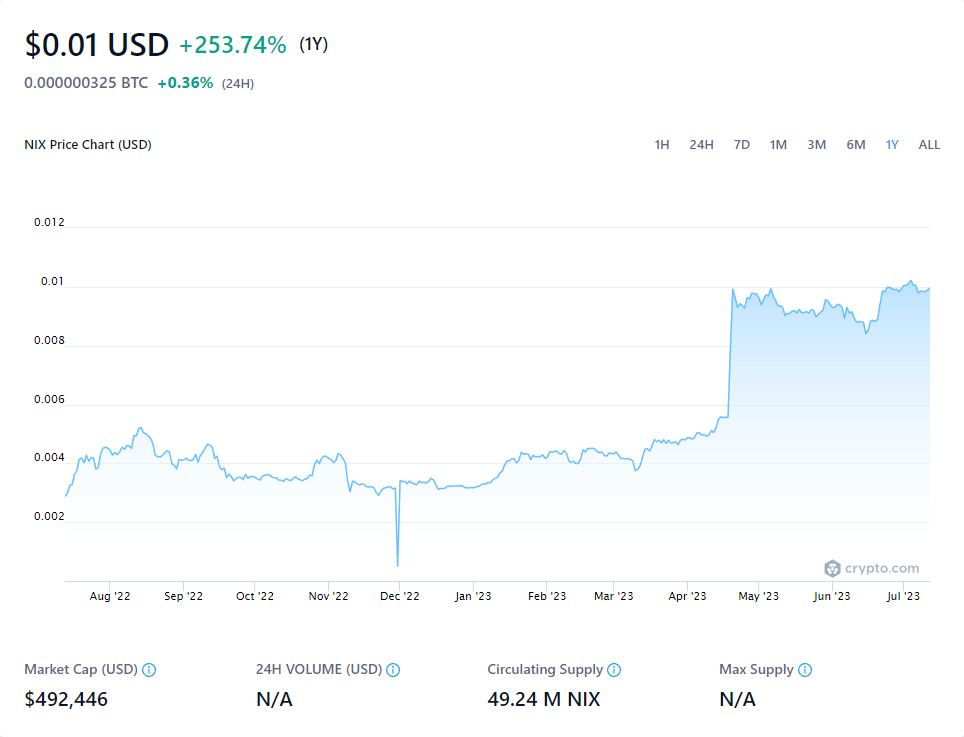 $0.01 USD +253.74% (1Y)
0.000000325 BTC +0.36% (24H)
NIX Price Chart (USD) 1H 24H 7D 1M 3M 6M 1Y ALL
0.012
0.01
0.008
0.006
0.004
0.002
crypto.com
Aug '22 Sep '22 Oct '22 Nov '22 Dec '22 Jan '23 Feb '23 Mar '23 Apr '23 May '23 Jun '23 Jul '23
Market Cap (USD) 24H VOLUME (USD) Circulating Supply Max Supply
$492,446 N/A 49.24 M NIX N/A